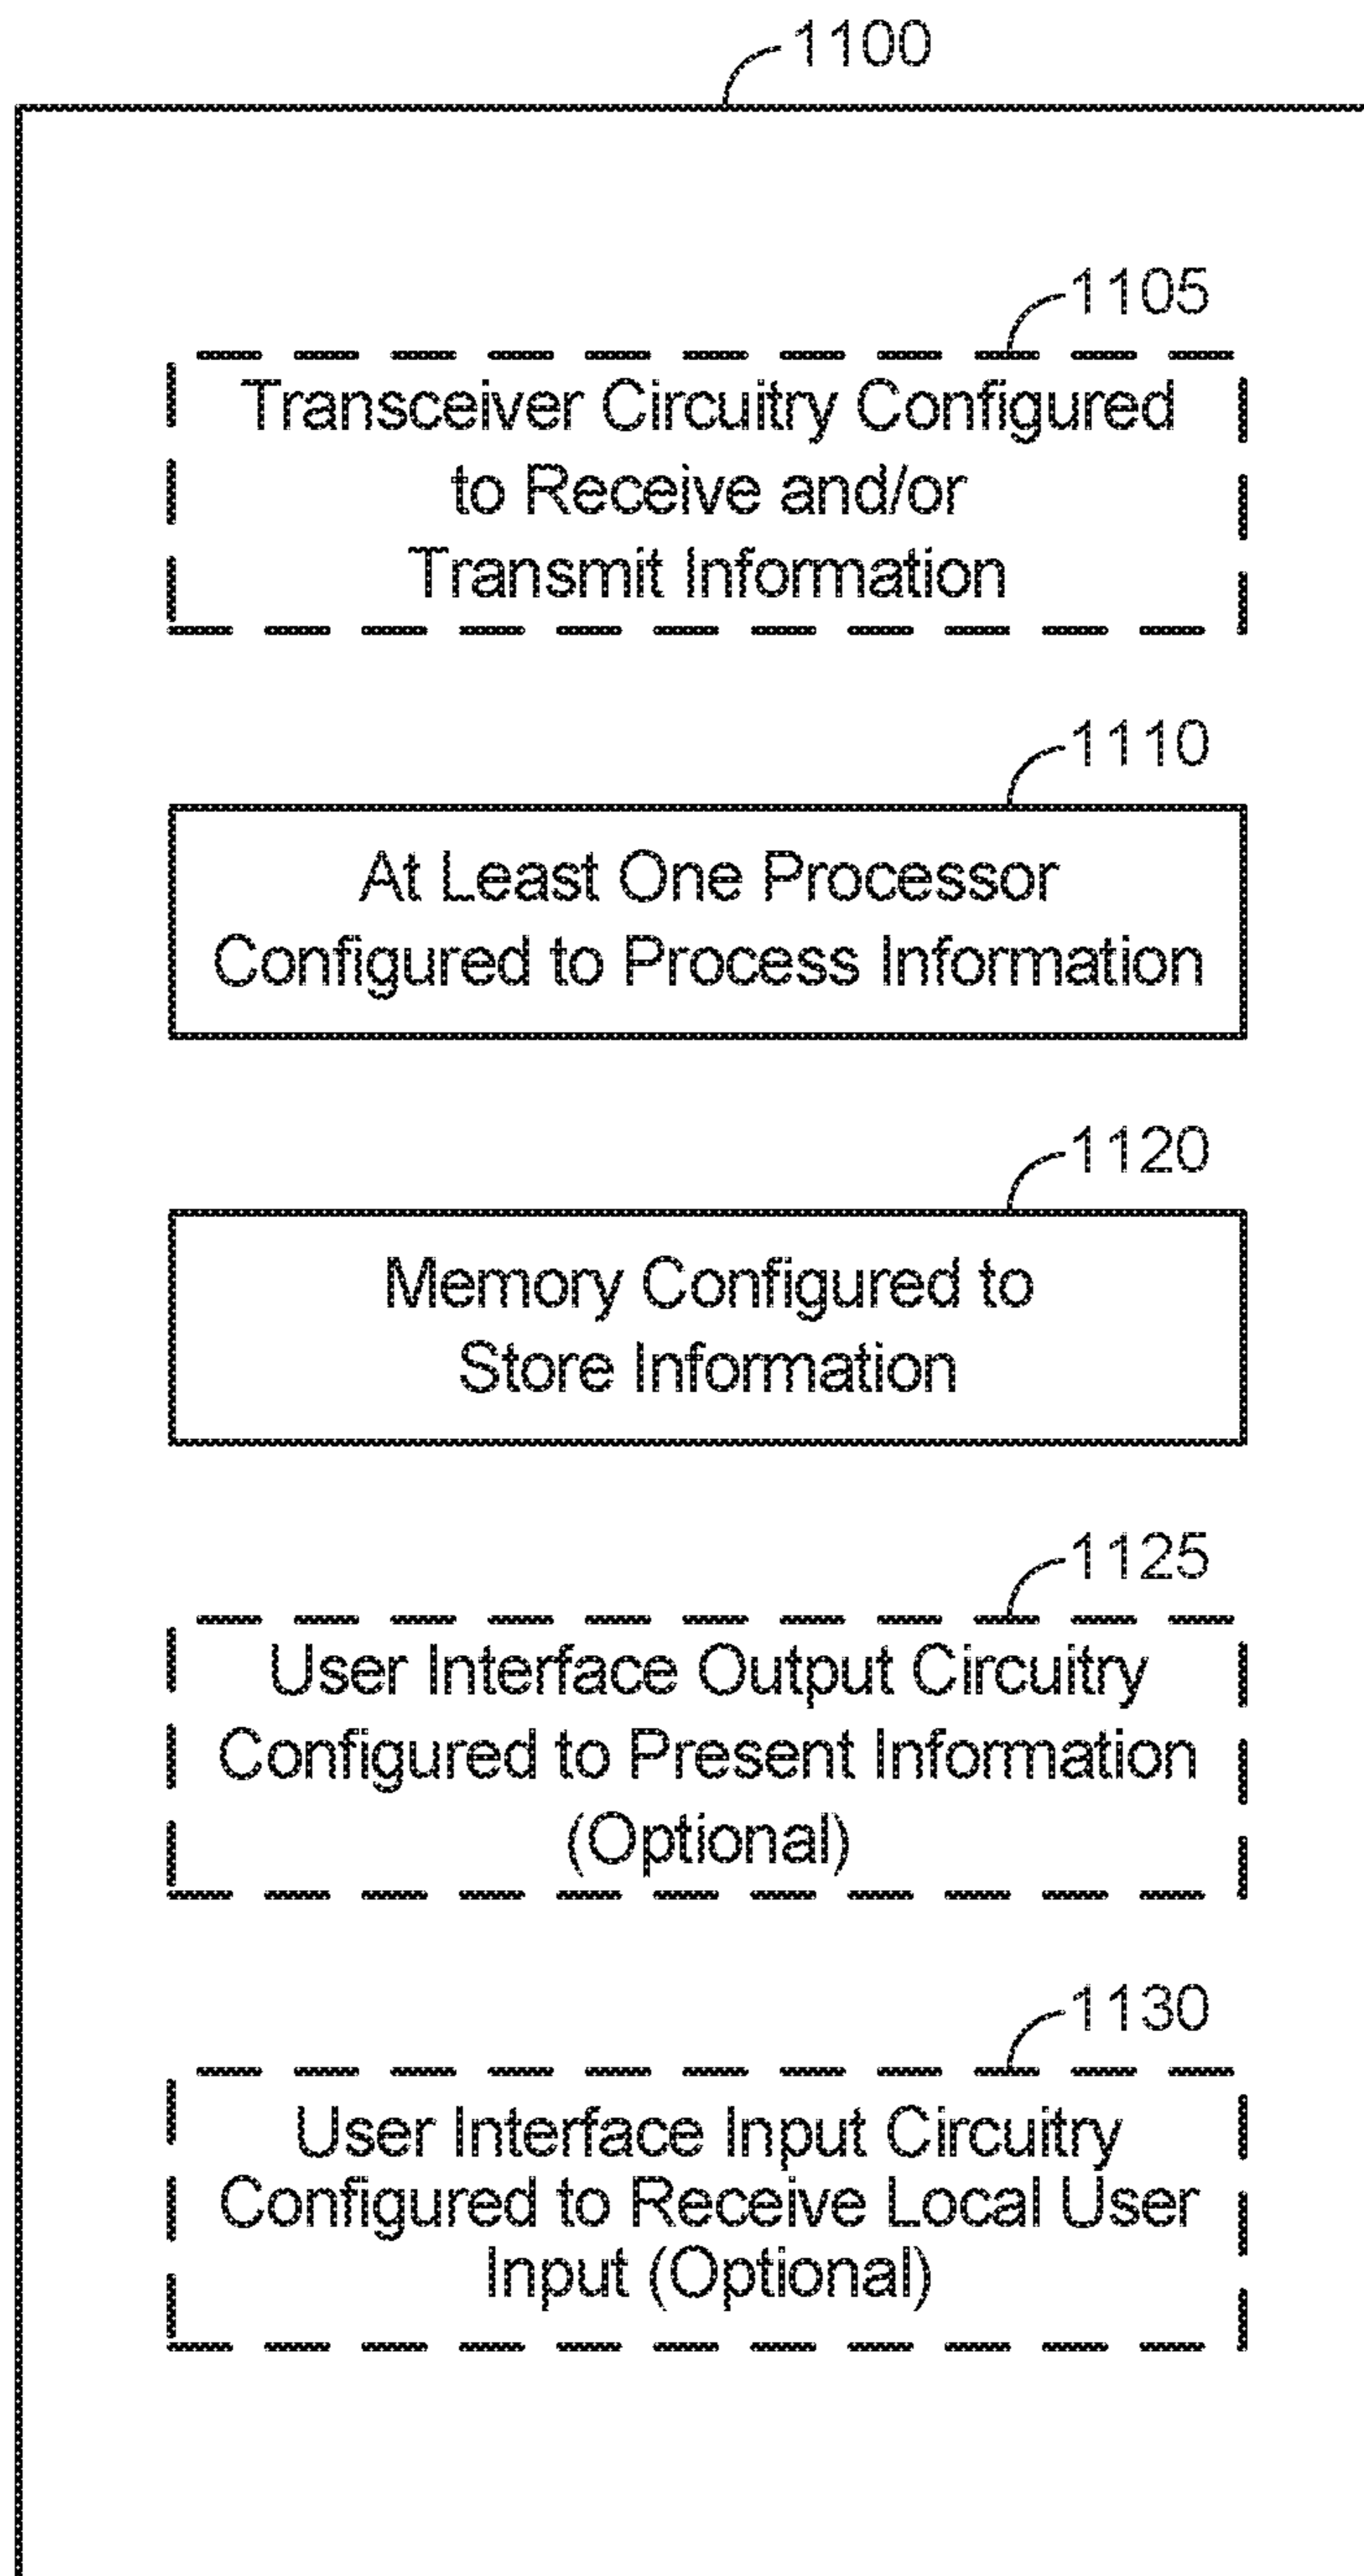 1100
1105
Transceiver Circuitry Configured
to Receive and/or
Transmit Information
1110
At Least One Processor
Configured to Process Information
1120
Memory Configured to
Store Information
1125
User Interface Output Circuitry
Configured to Present Information
(Optional)
1130
User Interface Input Circuitry
Configured to Receive Local User
Input (Optional)